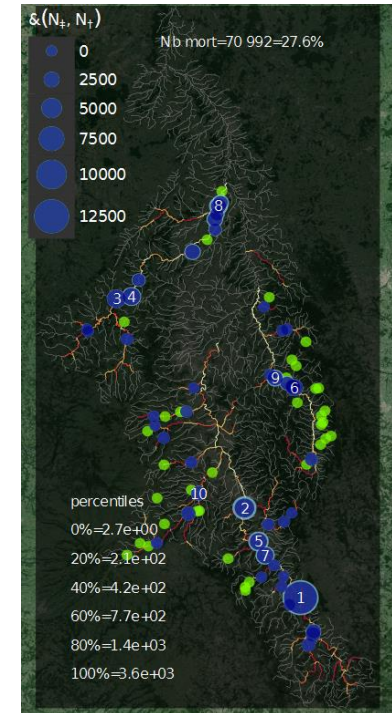 &(N‡, N†)
Nb mort=70 992=27.6%
0
2500
5000
7500
10000
12500
8
3 4
9
6
10
2
5
7
1
percentiles
0%=2.7e+00
20%=2.1e+02
40%=4.2e+02
60%=7.7e+02
80%=1.4e+03
100%=3.6e+03